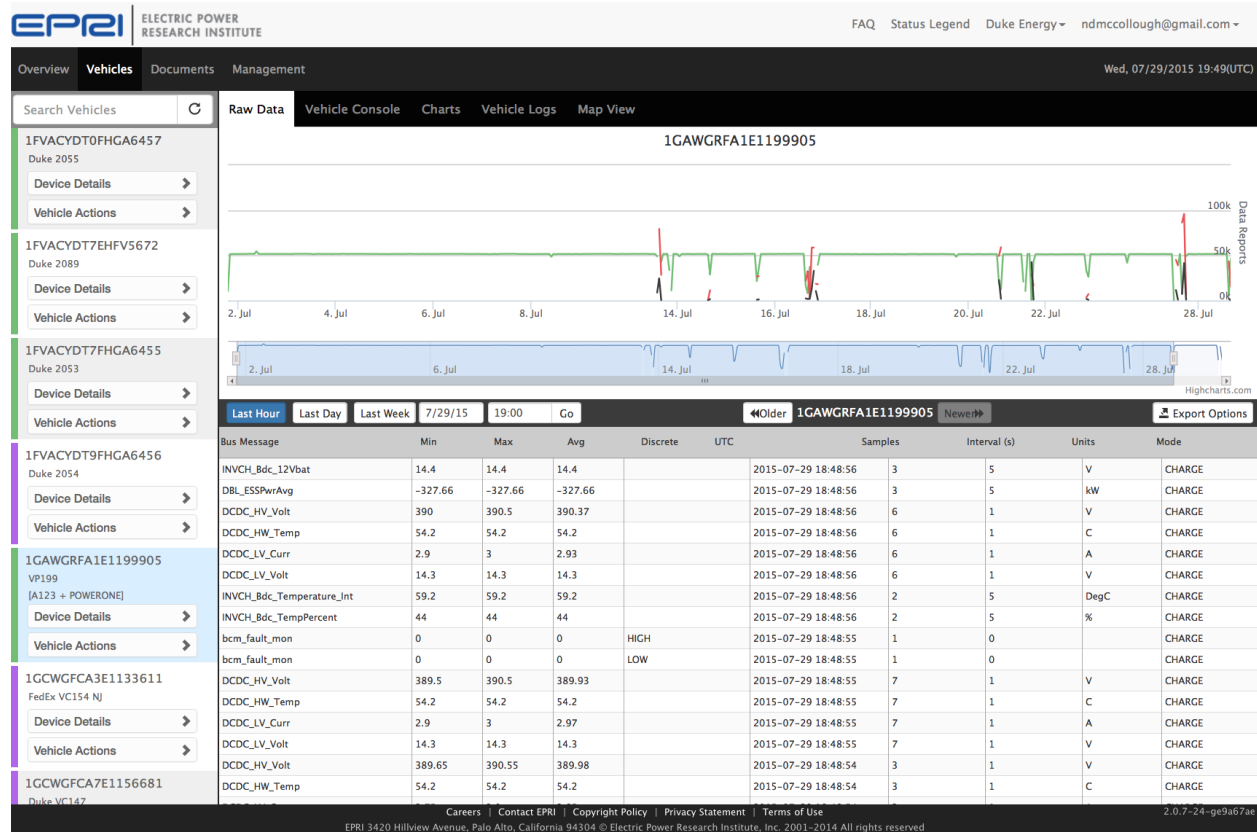 EPRI ELECTRIC POWER
RESEARCH INSTITUTE
FAQ Status Legend Duke Energy ndmccollough@gmail.com
Overview Vehicles Documents Management Wed, 07/29/2015 19:49(UTC)
Search Vehicles
1FVACYDT0FHGA6457
Duke 2055
Device Details
Vehicle Actions
1FVACYDT7EHFV5672
Duke 2089
Device Details
Vehicle Actions
1FVACYDT7FHGA6455
Duke 2053
Device Details
Vehicle Actions
1FVACYDT9FHGA6456
Duke 2054
Device Details
Vehicle Actions
1GAWGRFA1E1199905
VP199
[A123 + POWERONE]
Device Details
Vehicle Actions
1GCWGFCA3E1133611
FedEx VC154 NJ
Device Details
Vehicle Actions
1GCWGFCA7E1156681
Duke VC147
Raw Data Vehicle Console Charts Vehicle Logs Map View
1GAWGRFA1E1199905
100k
50k
0k
Data Reports
2. Jul 4. Jul 6. Jul 8. Jul 14. Jul 16. Jul 18. Jul 20. Jul 22. Jul 28. Jul
2. Jul 6. Jul 14. Jul 18. Jul 22. Jul 28. Jul
Highcharts.com
Last Hour Last Day Last Week 7/29/15 19:00 Go Older 1GAWGRFA1E1199905 Newer Export Options
Bus Message Min Max Avg Discrete UTC Samples Interval (s) Units Mode
INVCH_Bdc_12Vbat 14.4 14.4 14.4 2015-07-29 18:48:56 3 5 V CHARGE
DBL_ESSPwrAvg -327.66 -327.66 -327.66 2015-07-29 18:48:56 3 5 kW CHARGE
DCDC_HV_Volt 390 390.5 390.37 2015-07-29 18:48:56 6 1 V CHARGE
DCDC_HW_Temp 54.2 54.2 54.2 2015-07-29 18:48:56 6 1 C CHARGE
DCDC_LV_Curr 2.9 3 2.93 2015-07-29 18:48:56 6 1 A CHARGE
DCDC_LV_Volt 14.3 14.3 14.3 2015-07-29 18:48:56 6 1 V CHARGE
INVCH_Bdc_Temperature_Int 59.2 59.2 59.2 2015-07-29 18:48:56 2 5 DegC CHARGE
INVCH_Bdc_TempPercent 44 44 44 2015-07-29 18:48:56 2 5 % CHARGE
bcm_fault_mon 0 0 0 HIGH 2015-07-29 18:48:55 1 0 CHARGE
bcm_fault_mon 0 0 0 LOW 2015-07-29 18:48:55 1 0 CHARGE
DCDC_HV_Volt 389.5 390.5 389.93 2015-07-29 18:48:55 7 1 V CHARGE
DCDC_HW_Temp 54.2 54.2 54.2 2015-07-29 18:48:55 7 1 C CHARGE
DCDC_LV_Curr 2.9 3 2.97 2015-07-29 18:48:55 7 1 A CHARGE
DCDC_LV_Volt 14.3 14.3 14.3 2015-07-29 18:48:55 7 1 V CHARGE
DCDC_HV_Volt 389.65 390.55 389.98 2015-07-29 18:48:54 3 1 V CHARGE
DCDC_HW_Temp 54.2 54.2 54.2 2015-07-29 18:48:54 3 1 C CHARGE
Careers | Contact EPRI | Copyright Policy | Privacy Statement | Terms of Use 2.0.7-24-ge9a67ae
EPRI 3420 Hillview Avenue, Palo Alto, California 94304 © Electric Power Research Institute, Inc. 2001-2014 All rights reserved